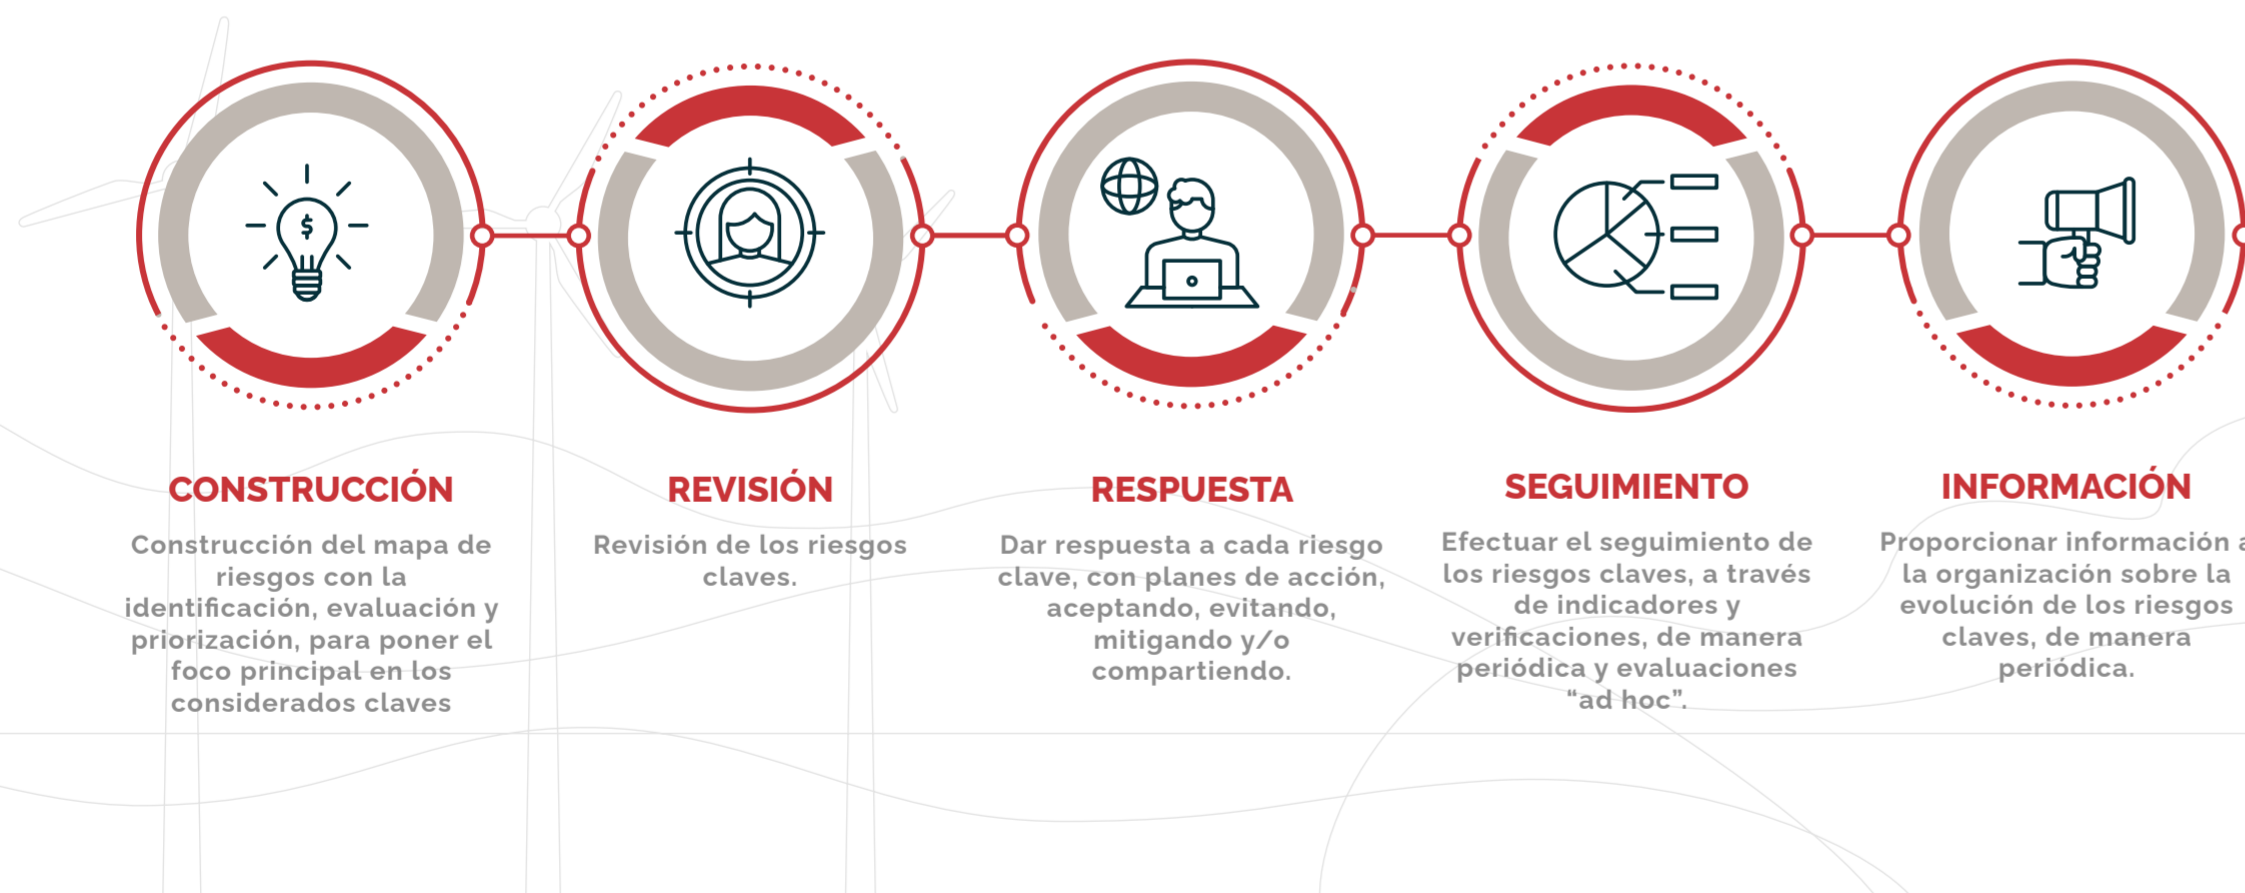 $
CONSTRUCCIÓN
Construcción del mapa de
riesgos con la
identificación, evaluación y
priorización, para poner el
foco principal en los
considerados claves
REVISIÓN
Revisión de los riesgos
claves.
RESPUESTA
Dar respuesta a cada riesgo
clave, con planes de acción,
aceptando, evitando,
mitigando y/o
compartiendo.
SEGUIMIENTO
Efectuar el seguimiento de
los riesgos claves, a través
de indicadores y
verificaciones, de manera
periódica y evaluaciones
“ad hoc”.
INFORMACIÓN
Proporcionar información a
la organización sobre la
evolución de los riesgos
claves, de manera
periódica.